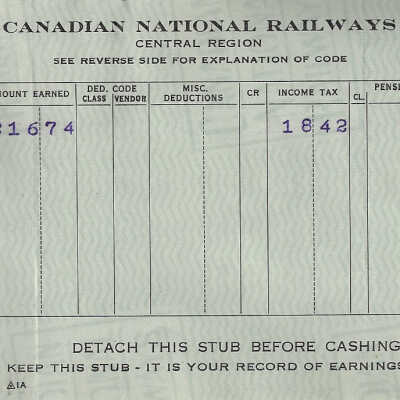 CANADIAN NATIONAL RAILWAYS
CENTRAL REGION
SEE REVERSE SIDE FOR EXPLANATION OF CODE
MOUNT EARNED DED. CODE CLASS VENDOR MISC. DEDUCTIONS CR INCOME TAX CL. PENS
1674 1842
DETACH THIS STUB BEFORE CASHING
KEEP THIS STUB - IT IS YOUR RECORD OF EARNINGS
1A